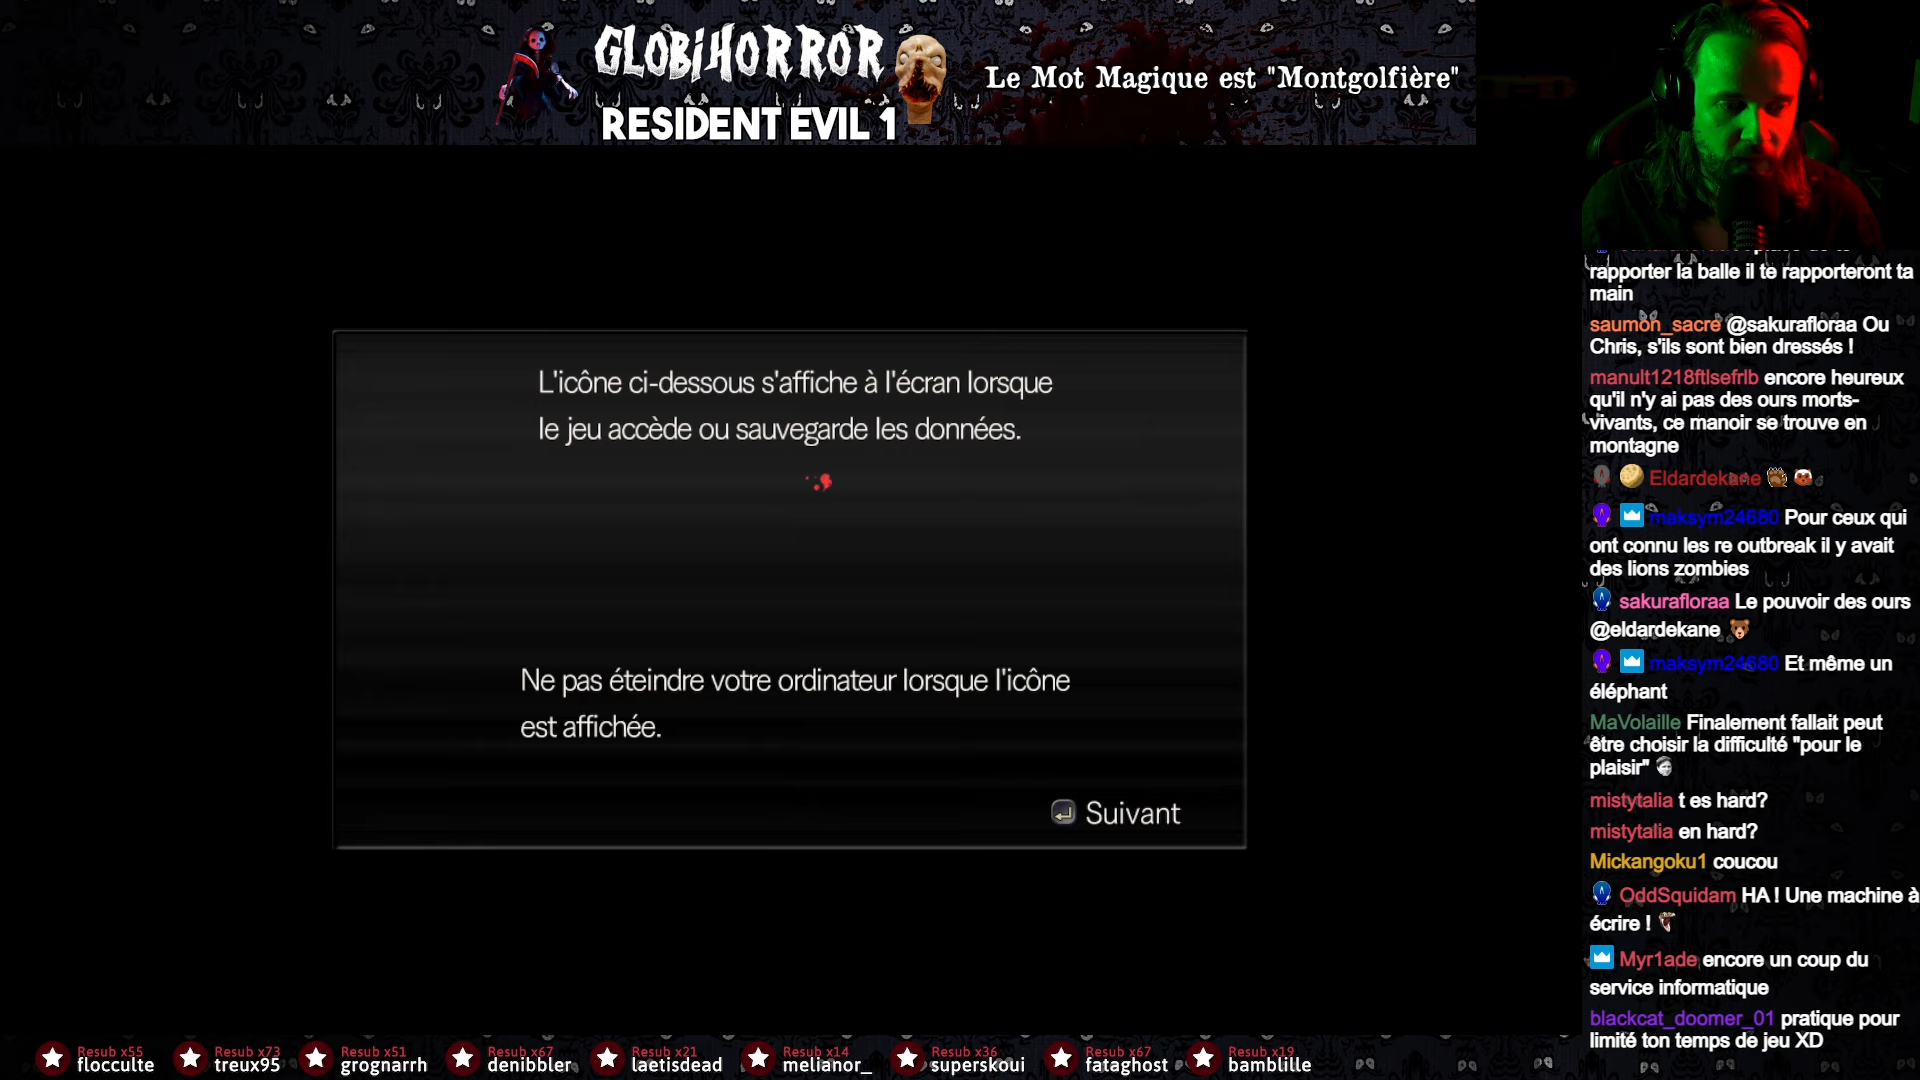 GLOBiHORROR
RESIDENT EVIL 1
Le Mot Magique est "Montgolfière"
L'icône ci-dessous s'affiche à l'écran lorsque
le jeu accède ou sauvegarde les données.
Ne pas éteindre votre ordinateur lorsque l'icône
est affichée.
Suivant
rapporter la balle il te rapporteront ta
main
saumon_sacre @sakurafloraa Ou
Chris, s'ils sont bien dressés !
manult1218ftlsefrlb encore heureux
qu'il n'y ai pas des ours morts-
vivants, ce manoir se trouve en
montagne
Eldardekane
maksym24680 Pour ceux qui
ont connu les re outbreak il y avait
des lions zombies
sakurafloraa Le pouvoir des ours
@eldardekane
maksym24680 Et même un
éléphant
MaVolaille Finalement fallait peut
être choisir la difficulté "pour le
plaisir"
mistytalia t es hard?
mistytalia en hard?
Mickangoku1 coucou
OddSquidam HA ! Une machine à
écrire !
Myr1ade encore un coup du
service informatique
blackcat_doomer_01 pratique pour
limité ton temps de jeu XD
Resub x55
flocculte
Resub x73
treux95
Resub x51
grognarrh
Resub x67
denibbler
Resub x21
laetisdead
Resub x14
melianor_
Resub x36
superskoui
Resub x67
fataghost
Resub x19
bamblille